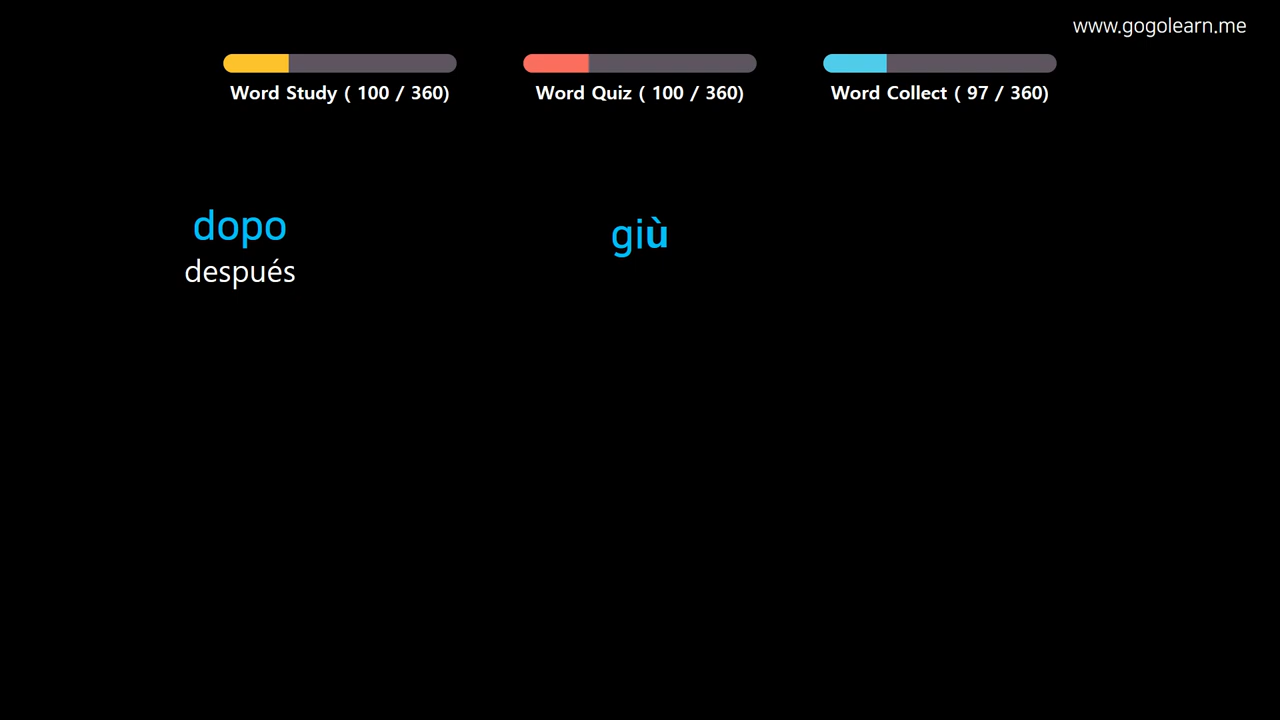 www.gogolearn.me
Word Study ( 100 / 360)
Word Quiz ( 100 / 360)
Word Collect ( 97 / 360)
dopo
después
giù